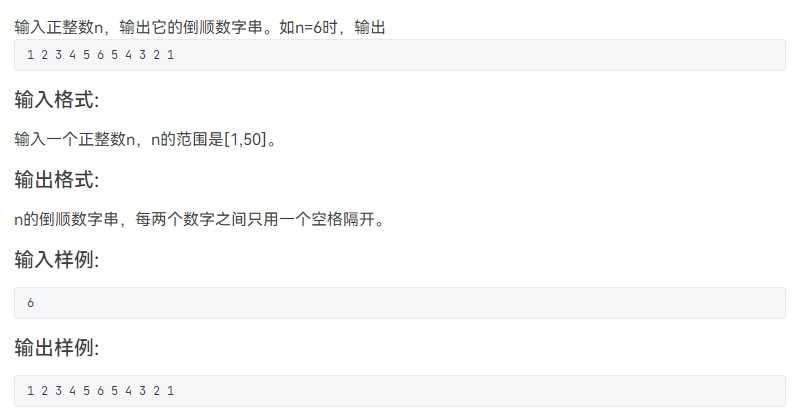 输入正整数n，输出它的倒顺数字串。如n=6时，输出
1 2 3 4 5 6 5 4 3 2 1
输入格式:
输入一个正整数n，n的范围是[1,50]。
输出格式:
n的倒顺数字串，每两个数字之间只用一个空格隔开。
输入样例:
6
输出样例:
1 2 3 4 5 6 5 4 3 2 1